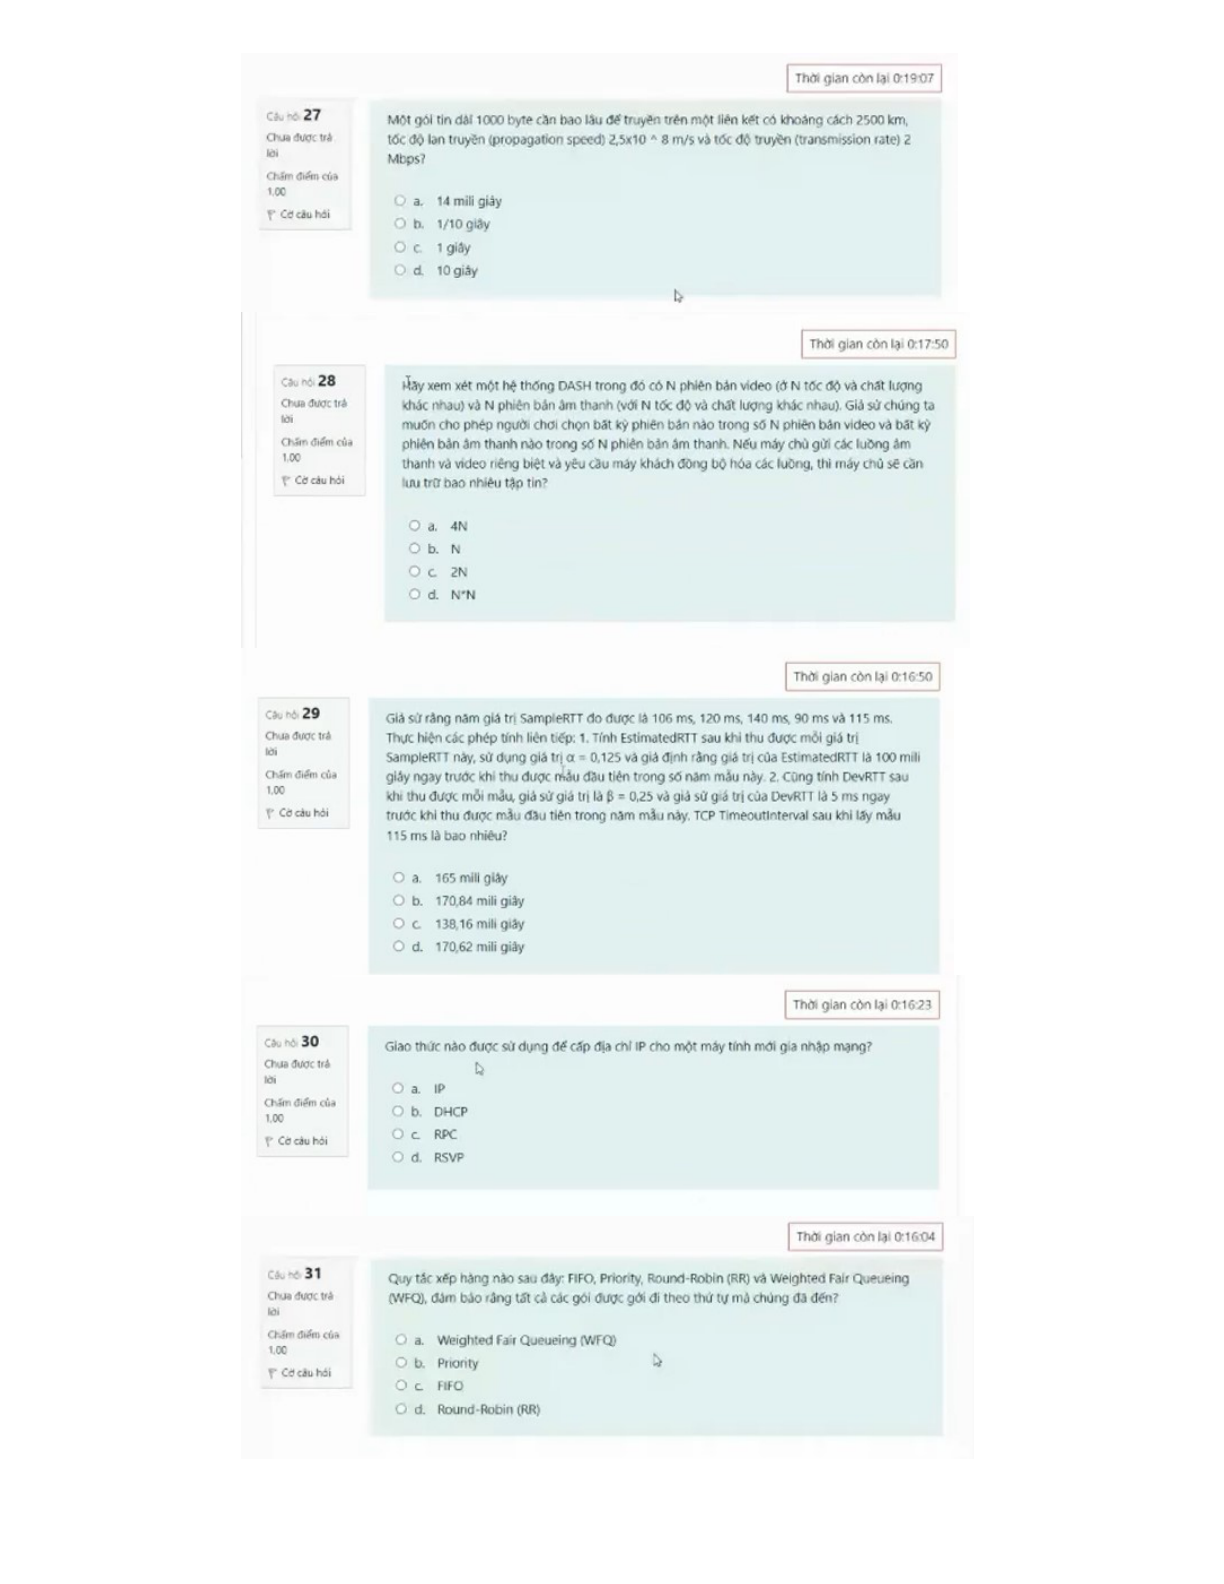 Thời gian còn lại 0:19:07
Câu hỏi 27
Chưa được trả
lời
Chấm điểm của
1,00
Cờ câu hỏi
Một gói tin dài 1000 byte cần bao lâu để truyền trên một liên kết có khoảng cách 2500 km,
tốc độ lan truyền (propagation speed) 2,5x10 ^ 8 m/s và tốc độ truyền (transmission rate) 2
Mbps?
a. 14 mili giây
b. 1/10 giây
c. 1 giây
d. 10 giây
Thời gian còn lại 0:17:50
Câu hỏi 28
Chưa được trả
lời
Chấm điểm của
1,00
Cờ câu hỏi
Hãy xem xét một hệ thống DASH trong đó có N phiên bản video (ở N tốc độ và chất lượng
khác nhau) và N phiên bản âm thanh (với N tốc độ và chất lượng khác nhau). Giả sử chúng ta
muốn cho phép người chơi chọn bất kỳ phiên bản nào trong số N phiên bản video và bất kỳ
phiên bản âm thanh nào trong số N phiên bản âm thanh. Nếu máy chủ gửi các luồng âm
thanh và video riêng biệt và yêu cầu máy khách đồng bộ hóa các luồng, thì máy chủ sẽ cần
lưu trữ bao nhiêu tập tin?
a. 4N
b. N
c. 2N
d. N*N
Thời gian còn lại 0:16:50
Câu hỏi 29
Chưa được trả
lời
Chấm điểm của
1,00
Cờ câu hỏi
Giả sử rằng năm giá trị SampleRTT đo được là 106 ms, 120 ms, 140 ms, 90 ms và 115 ms.
Thực hiện các phép tính liên tiếp: 1. Tính EstimatedRTT sau khi thu được mỗi giá trị
SampleRTT này, sử dụng giá trị α = 0,125 và giả định rằng giá trị của EstimatedRTT là 100 mili
giây ngay trước khi thu được mẫu đầu tiên trong số năm mẫu này. 2. Cũng tính DevRTT sau
khi thu được mỗi mẫu, giả sử giá trị là β = 0,25 và giả sử giá trị của DevRTT là 5 ms ngay
trước khi thu được mẫu đầu tiên trong năm mẫu này. TCP TimeoutInterval sau khi lấy mẫu
115 ms là bao nhiêu?
a. 165 mili giây
b. 170,84 mili giây
c. 138,16 mili giây
d. 170,62 mili giây
Thời gian còn lại 0:16:23
Câu hỏi 30
Chưa được trả
lời
Chấm điểm của
1,00
Cờ câu hỏi
Giao thức nào được sử dụng để cấp địa chỉ IP cho một máy tính mới gia nhập mạng?
a. IP
b. DHCP
c. RPC
d. RSVP
Thời gian còn lại 0:16:04
Câu hỏi 31
Chưa được trả
lời
Chấm điểm của
1,00
Cờ câu hỏi
Quy tắc xếp hàng nào sau đây: FIFO, Priority, Round-Robin (RR) và Weighted Fair Queueing
(WFQ), đảm bảo rằng tất cả các gói được gởi đi theo thứ tự mà chúng đã đến?
a. Weighted Fair Queueing (WFQ)
b. Priority
c. FIFO
d. Round-Robin (RR)